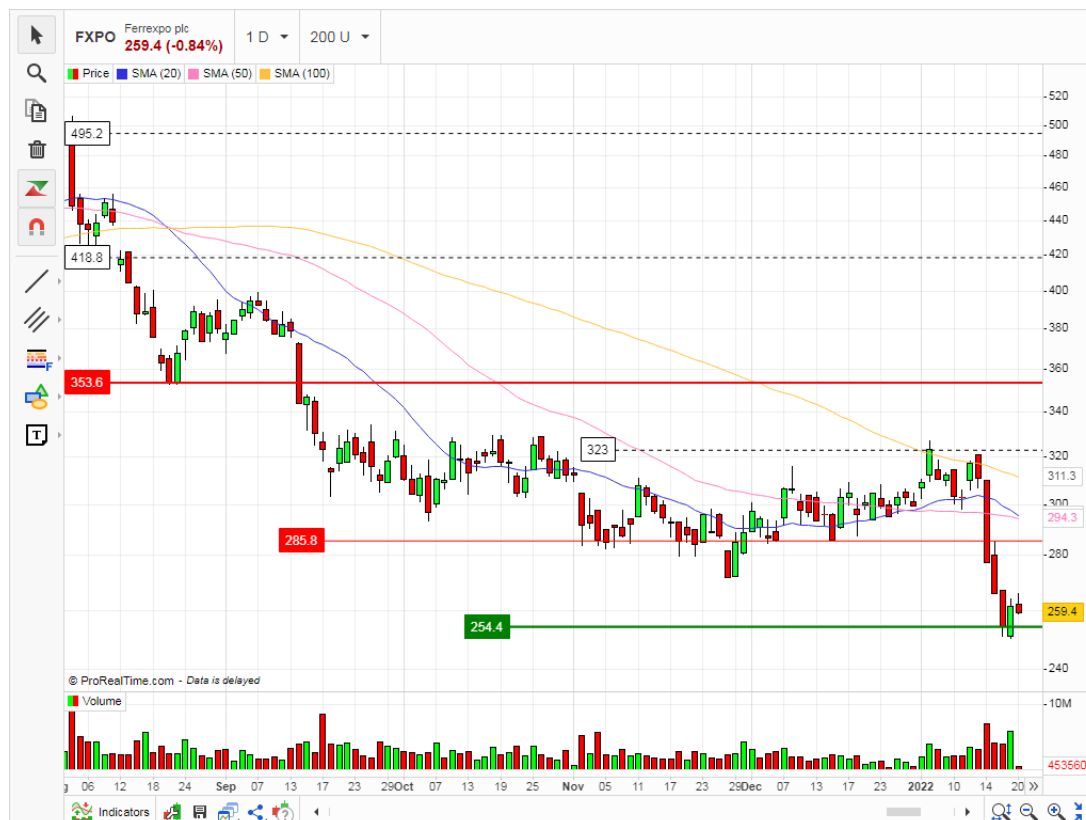 FXPO Ferrexpo plc 1 D 200 U
259.4 (-0.84%)
Price SMA (20) SMA (50) SMA (100)
520
500
495.2
480
460
440
420
418.8
400
380
360
353.6
340
323
320
311.3
300
294.3
285.8
280
259.4
254.4
240
© ProRealTime.com - Data is delayed
Volume
10M
453560
06 12 18 24 Sep 07 13 17 23 29 Oct 07 13 19 25 Nov 05 11 17 23 29 Dec 07 13 17 23 2022 10 14 20 »
F
T
Indicators